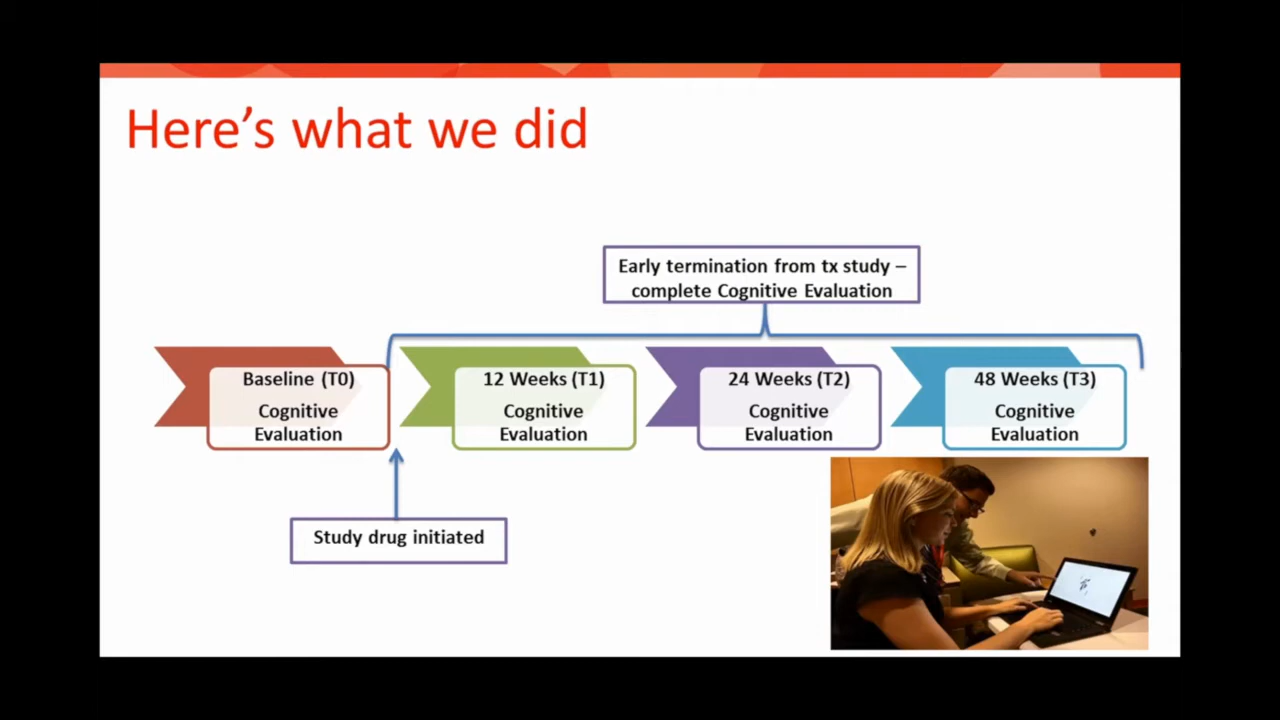 Here's what we did
Early termination from tx study –
complete Cognitive Evaluation
Baseline (T0)
Cognitive
Evaluation
12 Weeks (T1)
Cognitive
Evaluation
24 Weeks (T2)
Cognitive
Evaluation
48 Weeks (T3)
Cognitive
Evaluation
Study drug initiated